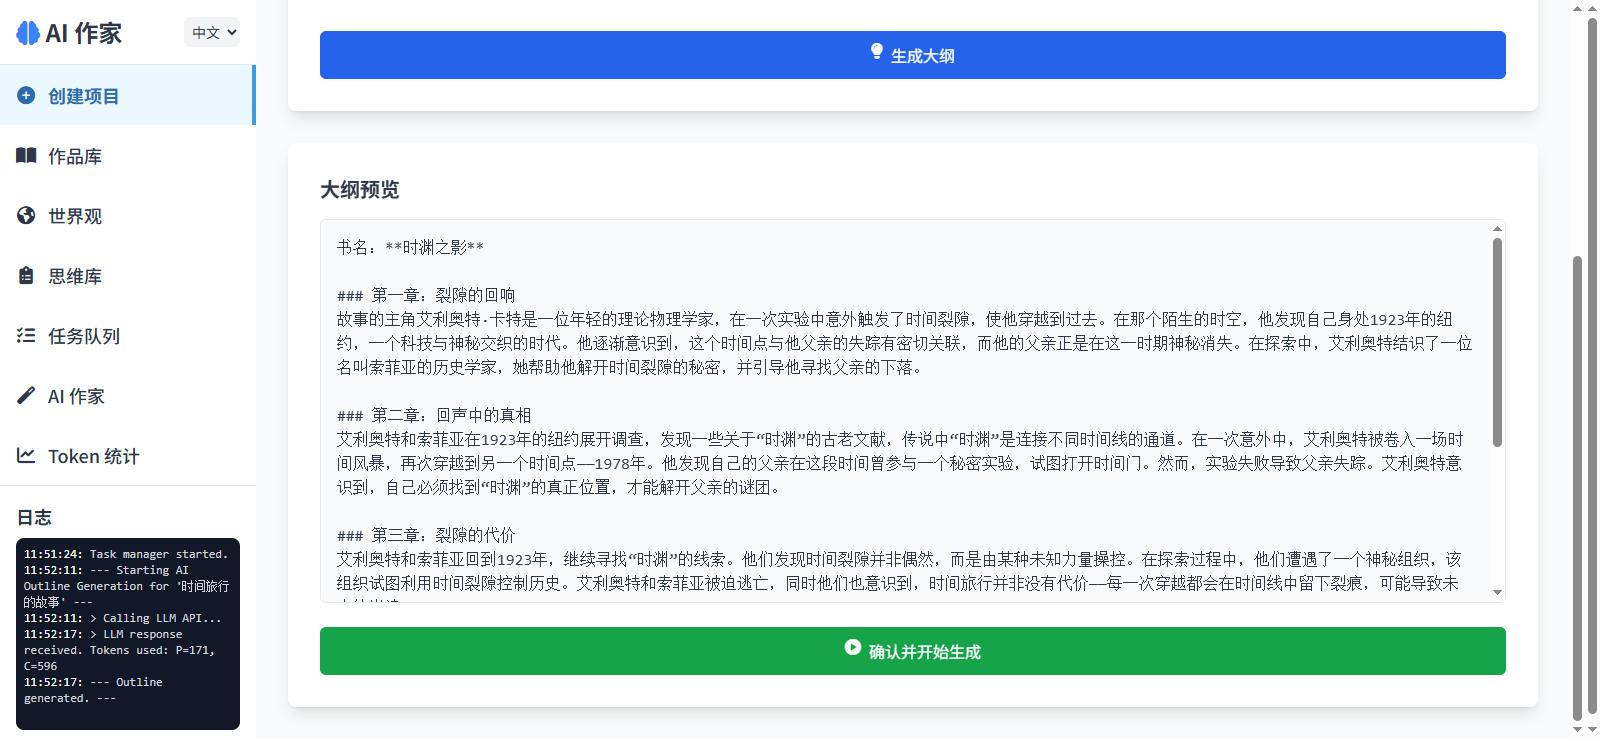 AI 作家
中文
创建项目
作品库
世界观
思维库
任务队列
AI 作家
Token 统计
日志
11:51:24: Task manager started.
11:52:11: --- Starting AI
Outline Generation for '时间旅行
的故事' ---
11:52:11: > Calling LLM API...
11:52:17: > LLM response
received. Tokens used: P=171,
C=596
11:52:17: --- Outline
generated. ---
生成大纲
大纲预览
书名：**时渊之影**
### 第一章：裂隙的回响
故事的主角艾利奥特·卡特是一位年轻的理论物理学家，在一次实验中意外触发了时间裂隙，使他穿越到过去。在那个陌生的时空，他发现自己身处1923年的纽
约，一个科技与神秘交织的时代。他逐渐意识到，这个时间点与他父亲的失踪有密切关联，而他的父亲正是在这一时期神秘消失。在探索中，艾利奥特结识了一位
名叫索菲亚的历史学家，她帮助他解开时间裂隙的秘密，并引导他寻找父亲的下落。
### 第二章：回声中的真相
艾利奥特和索菲亚在1923年的纽约展开调查，发现一些关于“时渊”的古老文献，传说中“时渊”是连接不同时间线的通道。在一次意外中，艾利奥特被卷入一场时
间风暴，再次穿越到另一个时间点——1978年。他发现自己的父亲在这段时间曾参与一个秘密实验，试图打开时间门。然而，实验失败导致父亲失踪。艾利奥特意
识到，自己必须找到“时渊”的真正位置，才能解开父亲的谜团。
### 第三章：裂隙的代价
艾利奥特和索菲亚回到1923年，继续寻找“时渊”的线索。他们发现时间裂隙并非偶然，而是由某种未知力量操控。在探索过程中，他们遭遇了一个神秘组织，该
组织试图利用时间裂隙控制历史。艾利奥特和索菲亚被迫逃亡，同时他们也意识到，时间旅行并非没有代价——每一次穿越都会在时间线中留下裂痕，可能导致未
确认并开始生成